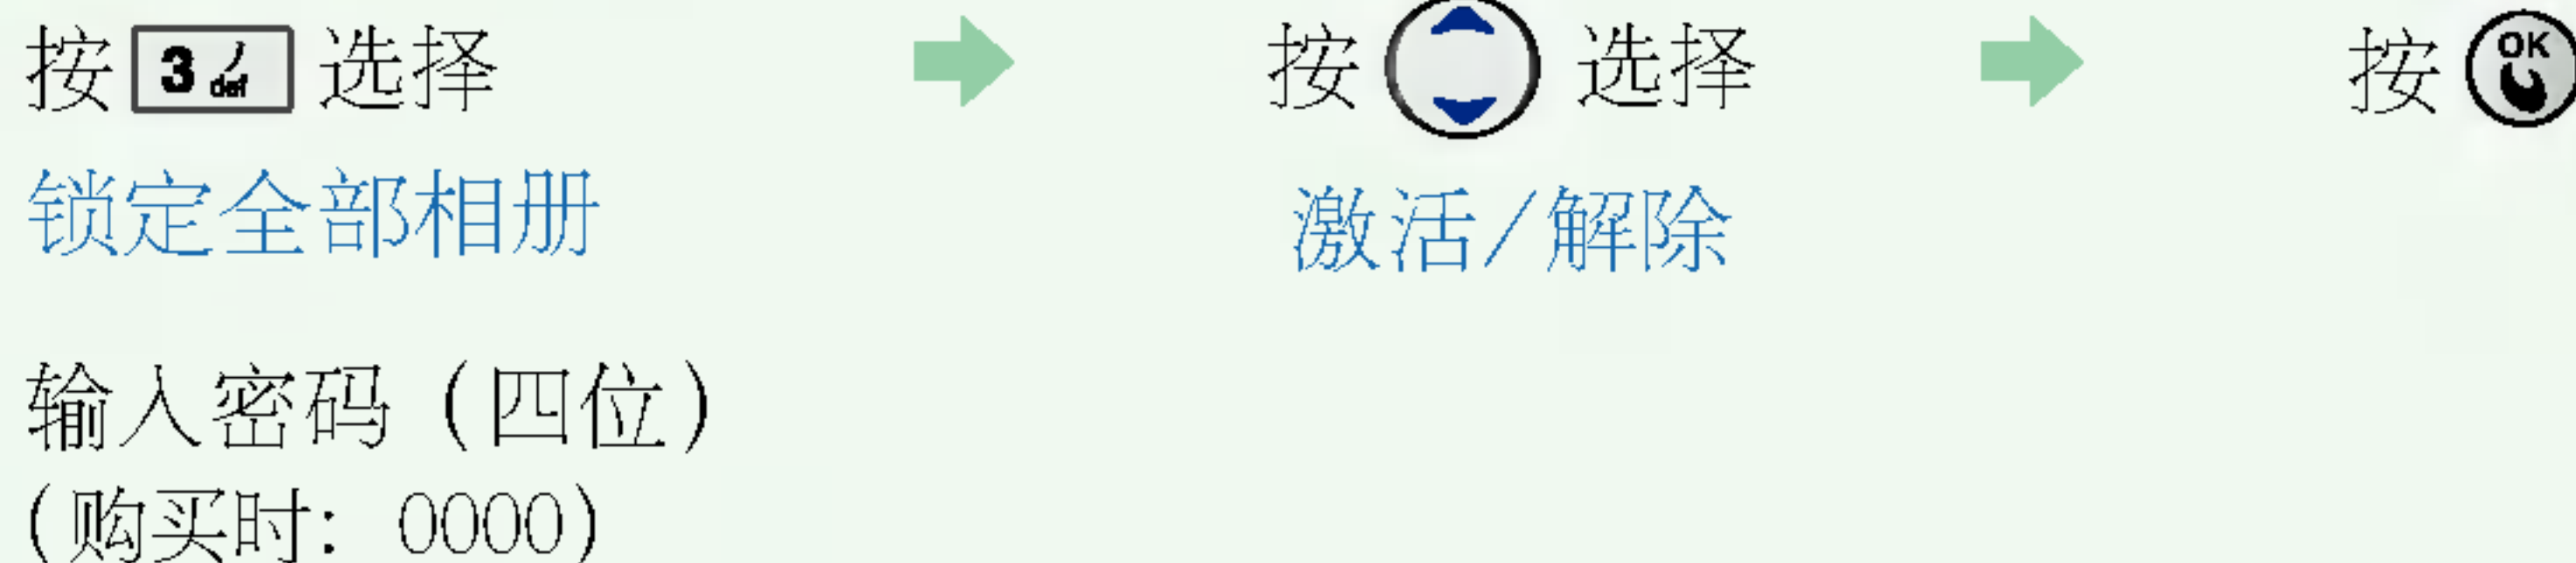 按 3 def 选择 按 选择 按 OK
锁定全部相册 激活/解除
输入密码（四位）
（购买时：0000）